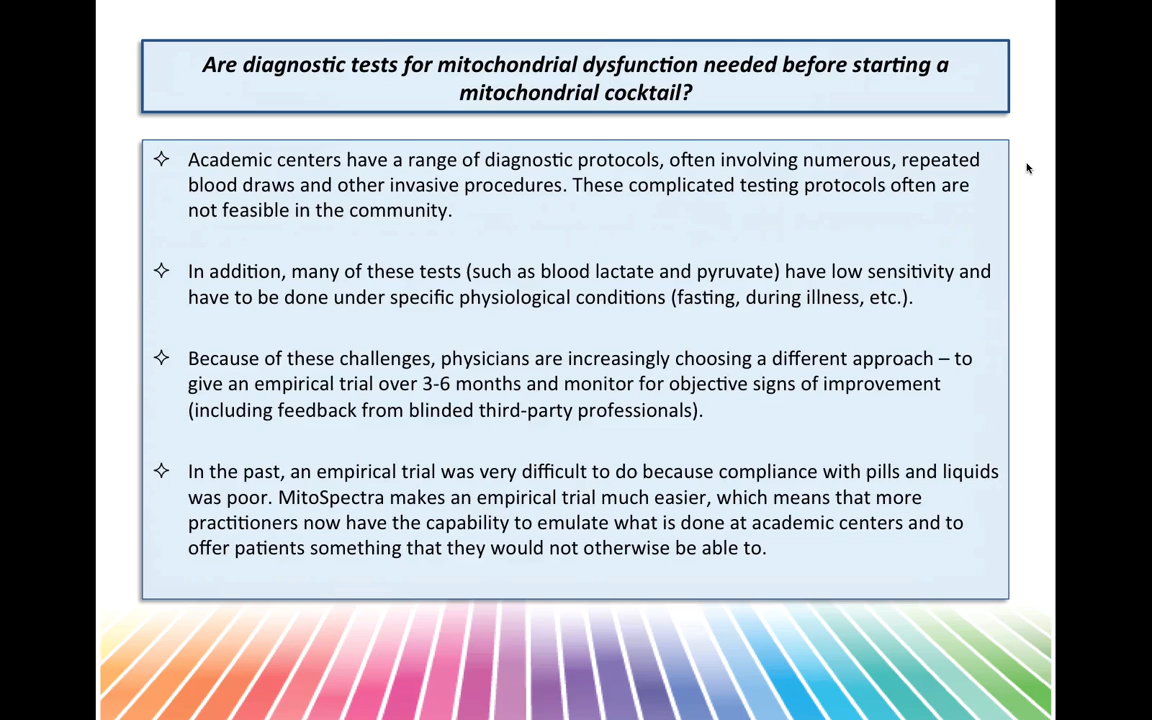 Are diagnostic tests for mitochondrial dysfunction needed before starting a
mitochondrial cocktail?
Academic centers have a range of diagnostic protocols, often involving numerous, repeated
blood draws and other invasive procedures. These complicated testing protocols often are
not feasible in the community.
In addition, many of these tests (such as blood lactate and pyruvate) have low sensitivity and
have to be done under specific physiological conditions (fasting, during illness, etc.).
Because of these challenges, physicians are increasingly choosing a different approach – to
give an empirical trial over 3-6 months and monitor for objective signs of improvement
(including feedback from blinded third-party professionals).
In the past, an empirical trial was very difficult to do because compliance with pills and liquids
was poor. MitoSpectra makes an empirical trial much easier, which means that more
practitioners now have the capability to emulate what is done at academic centers and to
offer patients something that they would not otherwise be able to.